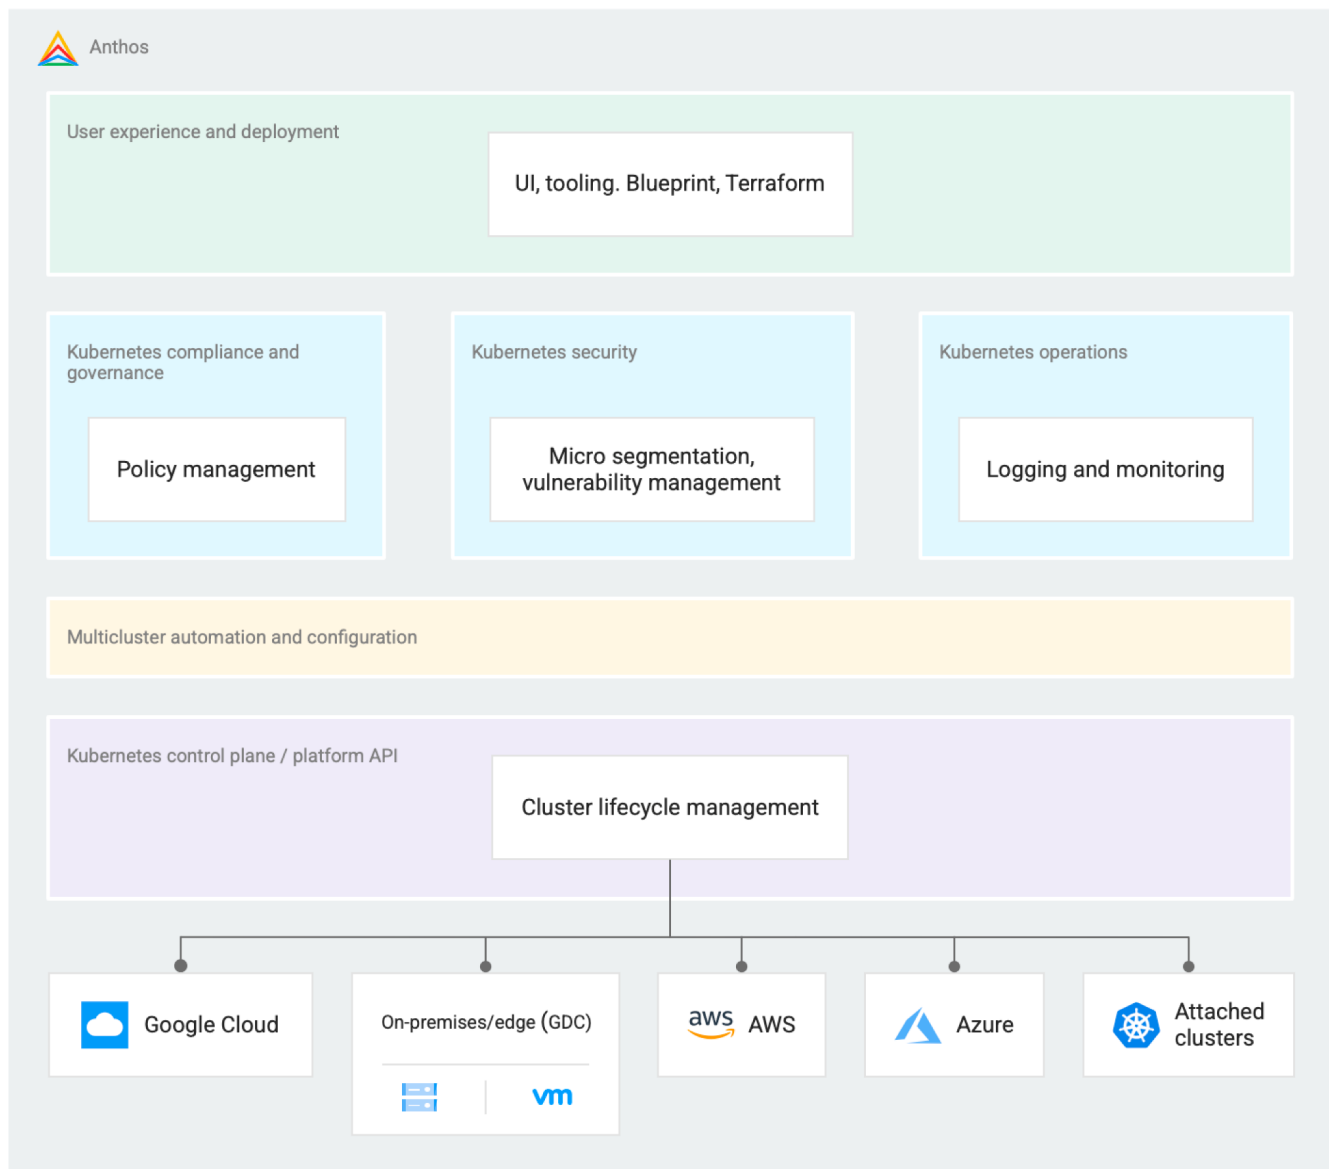 Anthos
User experience and deployment
UI, tooling. Blueprint, Terraform
Kubernetes compliance and
governance
Policy management
Kubernetes security
Micro segmentation,
vulnerability management
Kubernetes operations
Logging and monitoring
Multicluster automation and configuration
Kubernetes control plane / platform API
Cluster lifecycle management
Google Cloud
On-premises/edge (GDC)
vm
aws AWS
Azure
Attached
clusters